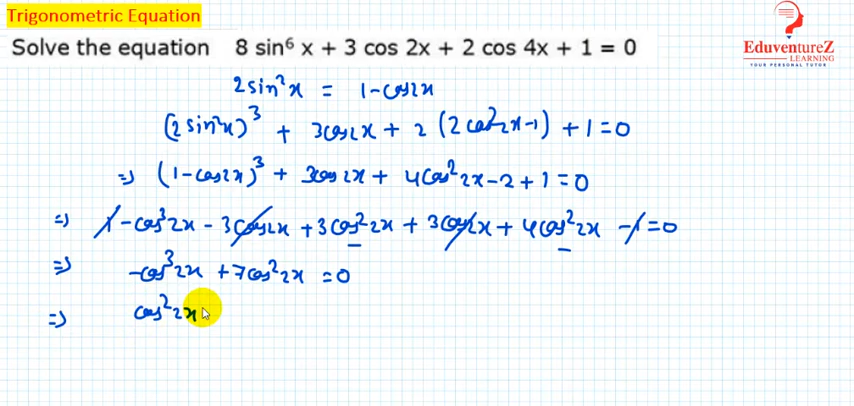 Trigonometric Equation
Solve the equation 8 sin⁶ x + 3 cos 2x + 2 cos 4x + 1 = 0
EduventureZ
LEARNING
YOUR PERSONAL TUTOR
2sin²x = 1-cos2x
(2sin²x)³ + 3cos2x + 2(2cos²2x-1) + 1=0
⇒ (1-cos2x)³ + 3cos2x + 4cos²2x-2+1=0
⇒ 1-cos³2x - 3cos2x + 3cos²2x + 3cos2x + 4cos²2x -1=0
⇒ -cos³2x + 7cos²2x =0
⇒ cos²2x